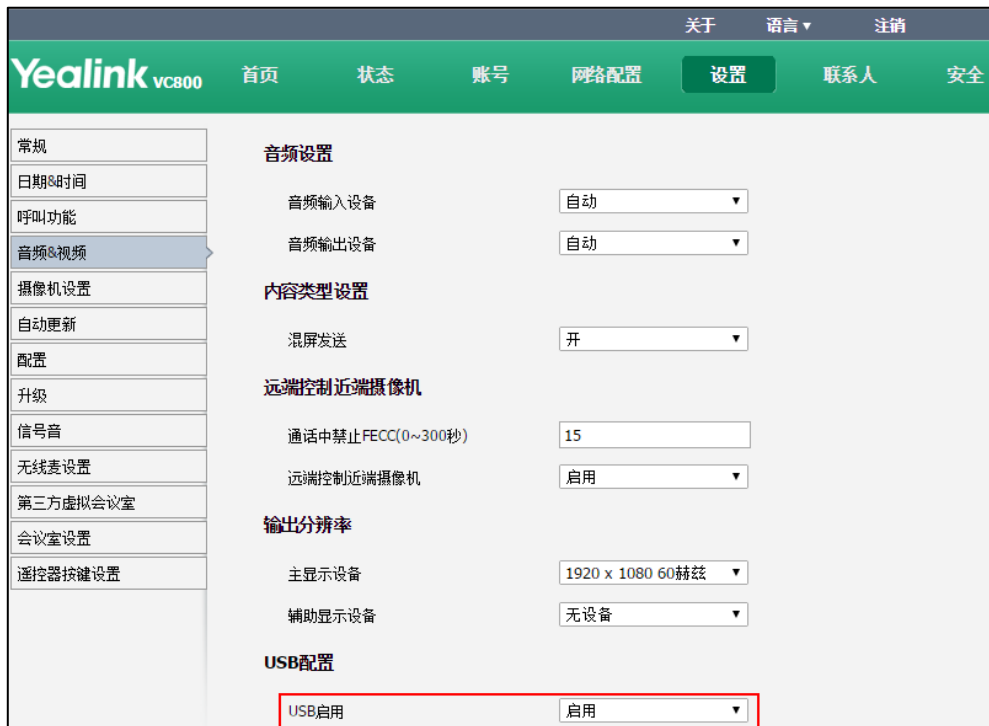 关于 语言 注销
Yealink VC800 首页 状态 账号 网络配置 设置 联系人 安全
常规
日期&时间
呼叫功能
音频&视频
摄像机设置
自动更新
配置
升级
信号音
无线麦设置
第三方虚拟会议室
会议室设置
遥控器按键设置
音频设置
音频输入设备 自动
音频输出设备 自动
内容类型设置
混屏发送 开
远端控制近端摄像机
通话中禁止FECC(0~300秒) 15
远端控制近端摄像机 启用
输出分辨率
主显示设备 1920 x 1080 60赫兹
辅助显示设备 无设备
USB配置
USB启用 启用